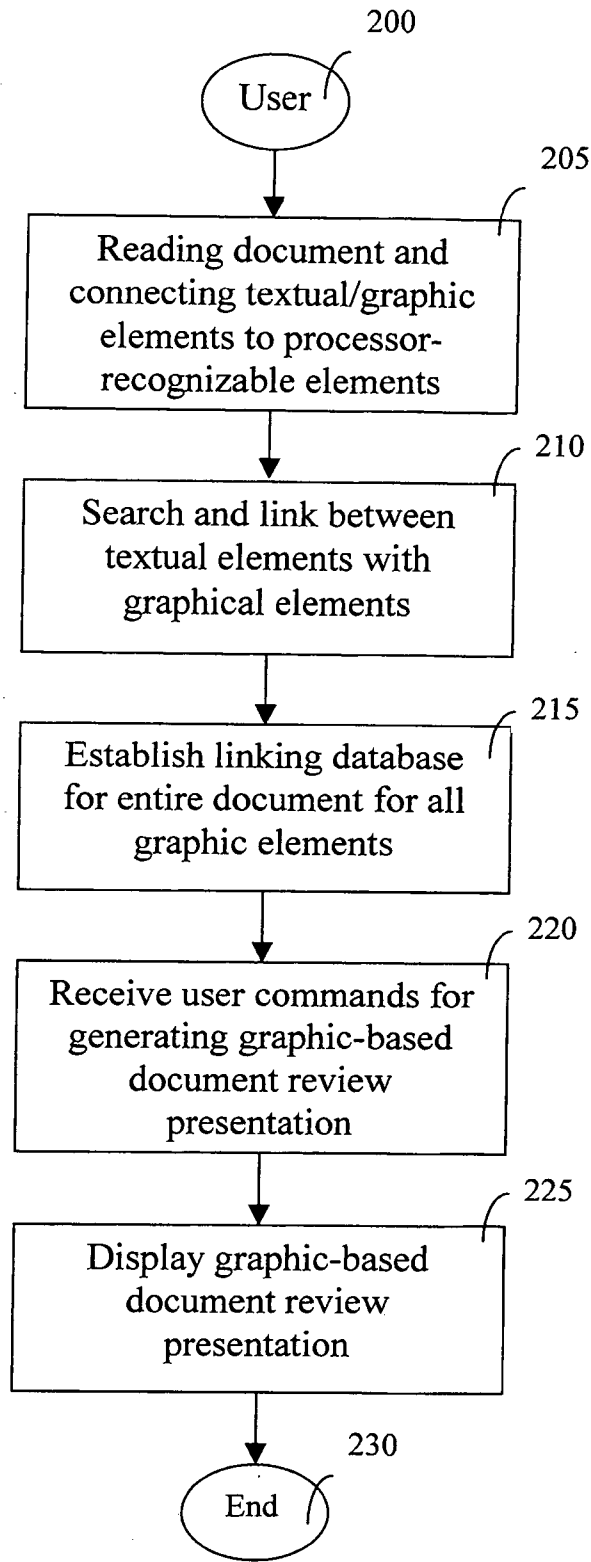 200
User
205
Reading document and
connecting textual/graphic
elements to processor-
recognizable elements
210
Search and link between
textual elements with
graphical elements
215
Establish linking database
for entire document for all
graphic elements
220
Receive user commands for
generating graphic-based
document review
presentation
225
Display graphic-based
document review
presentation
230
End